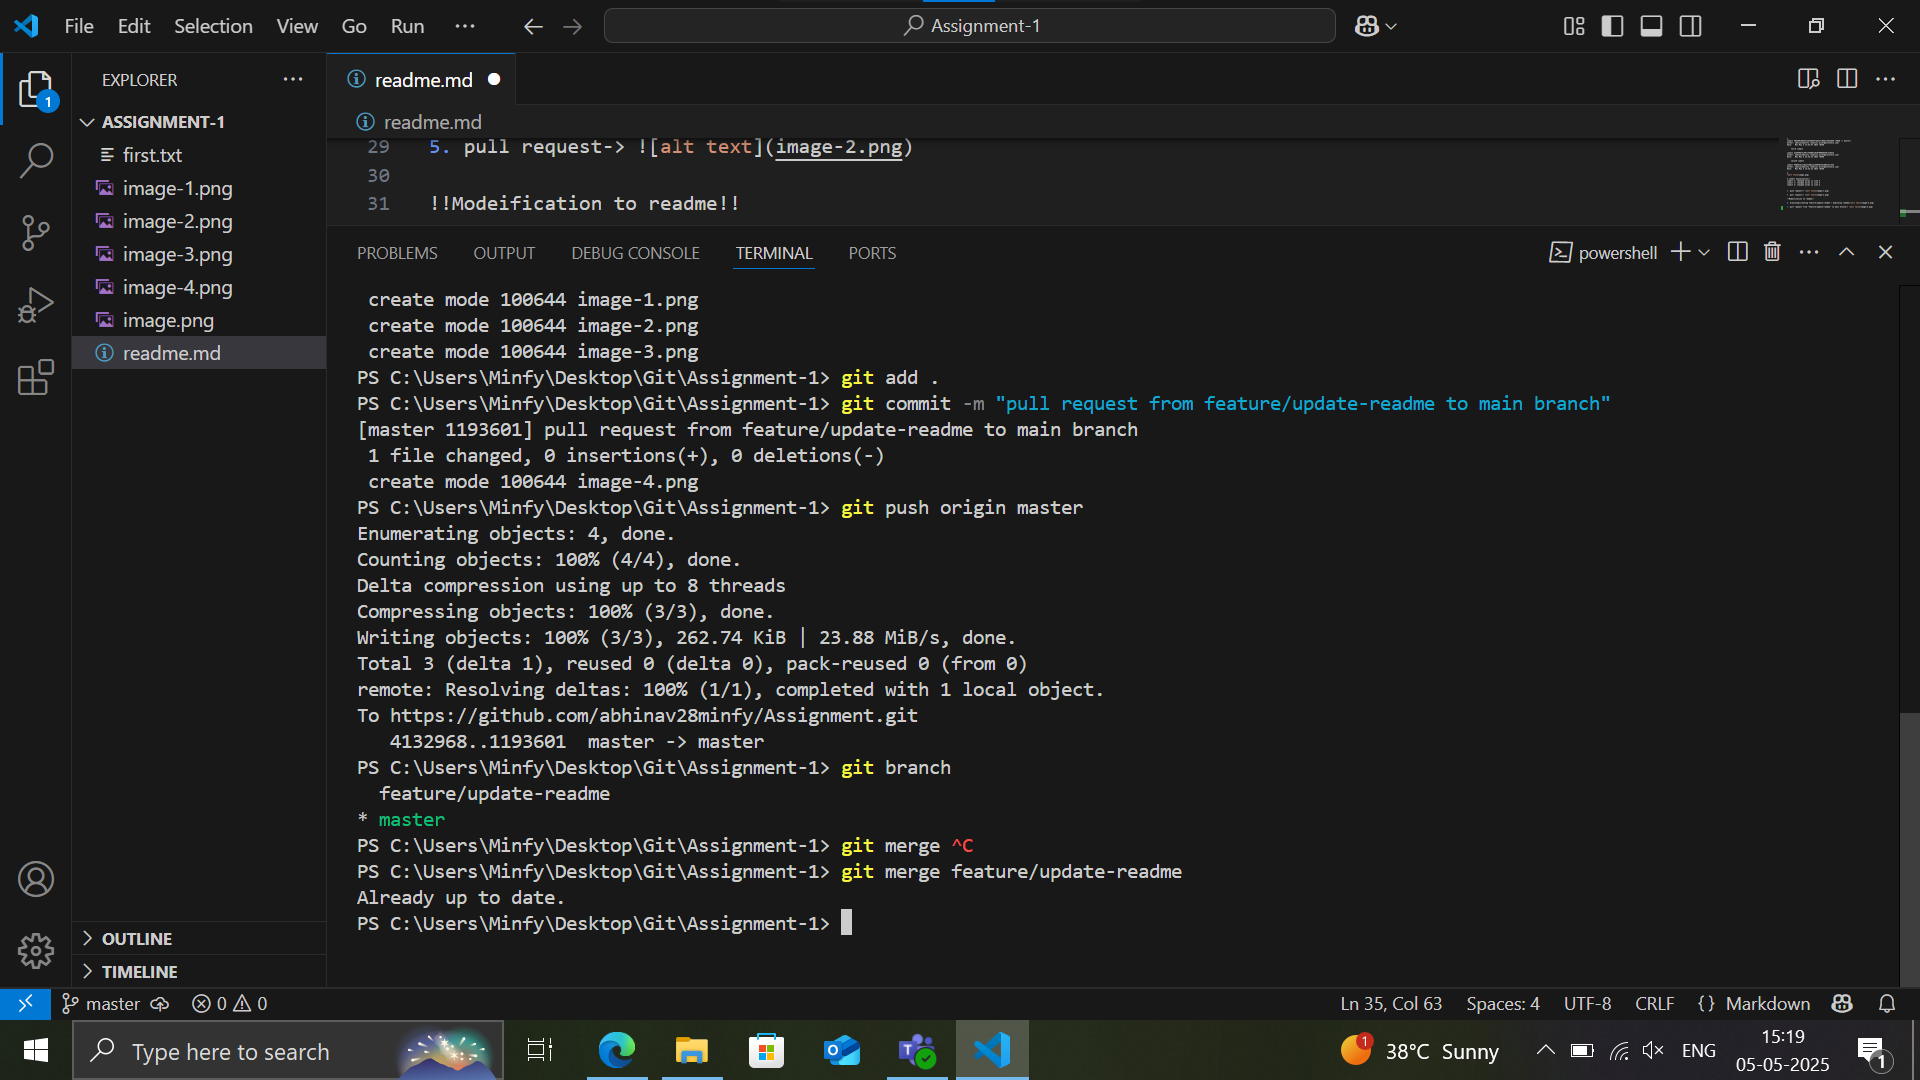 File Edit Selection View Go Run ···
Assignment-1
EXPLORER
1
ASSIGNMENT-1
first.txt
image-1.png
image-2.png
image-3.png
image-4.png
image.png
readme.md
OUTLINE
TIMELINE
readme.md
readme.md
29 5. pull request-> ![alt text](image-2.png)
30
31 !!Modeification to readme!!
PROBLEMS OUTPUT DEBUG CONSOLE TERMINAL PORTS
powershell
create mode 100644 image-1.png
create mode 100644 image-2.png
create mode 100644 image-3.png
PS C:\Users\Minfy\Desktop\Git\Assignment-1> git add .
PS C:\Users\Minfy\Desktop\Git\Assignment-1> git commit -m "pull request from feature/update-readme to main branch"
[master 1193601] pull request from feature/update-readme to main branch
1 file changed, 0 insertions(+), 0 deletions(-)
create mode 100644 image-4.png
PS C:\Users\Minfy\Desktop\Git\Assignment-1> git push origin master
Enumerating objects: 4, done.
Counting objects: 100% (4/4), done.
Delta compression using up to 8 threads
Compressing objects: 100% (3/3), done.
Writing objects: 100% (3/3), 262.74 KiB | 23.88 MiB/s, done.
Total 3 (delta 1), reused 0 (delta 0), pack-reused 0 (from 0)
remote: Resolving deltas: 100% (1/1), completed with 1 local object.
To https://github.com/abhinav28minfy/Assignment.git
4132968..1193601  master -> master
PS C:\Users\Minfy\Desktop\Git\Assignment-1> git branch
feature/update-readme
* master
PS C:\Users\Minfy\Desktop\Git\Assignment-1> git merge ^C
PS C:\Users\Minfy\Desktop\Git\Assignment-1> git merge feature/update-readme
Already up to date.
PS C:\Users\Minfy\Desktop\Git\Assignment-1>
master 0 0
Ln 35, Col 63 Spaces: 4 UTF-8 CRLF {} Markdown
Type here to search
1 38°C Sunny
ENG
15:19
05-05-2025
1